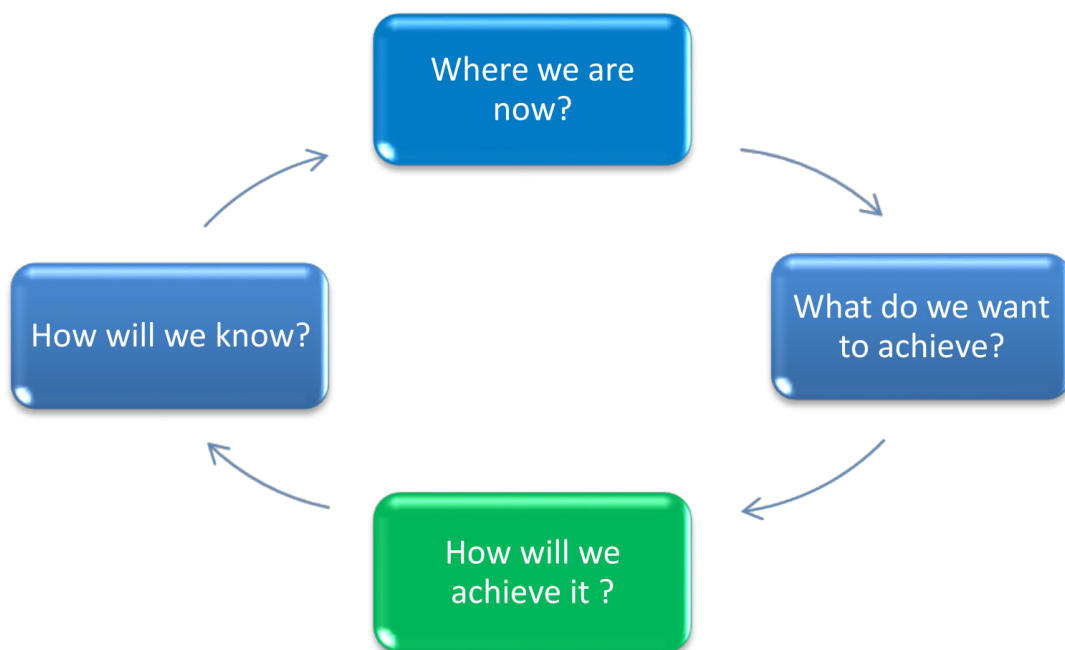 Where we are
now?
What do we want
to achieve?
How will we know?
How will we
achieve it ?